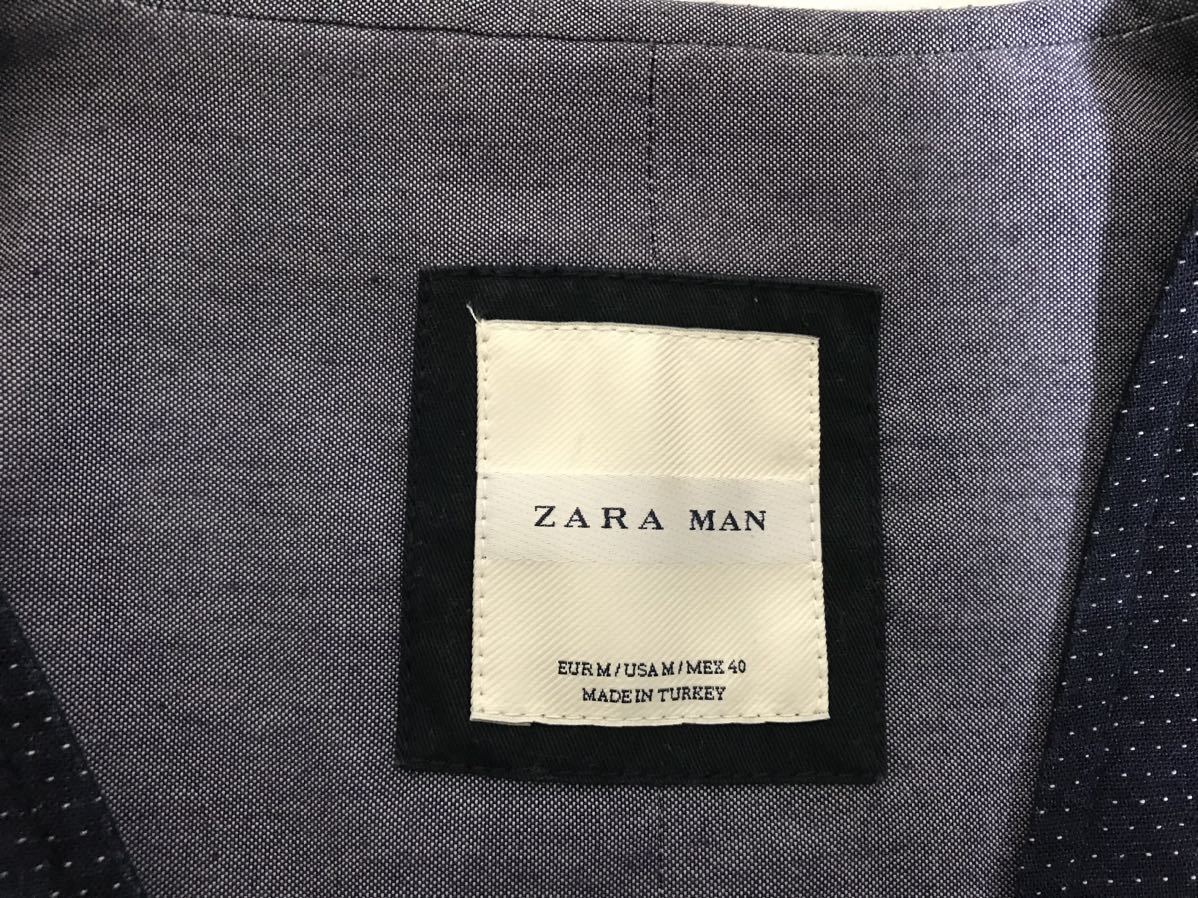 ZARA MAN
EUR M / USA M / MEX 40
MADE IN TURKEY